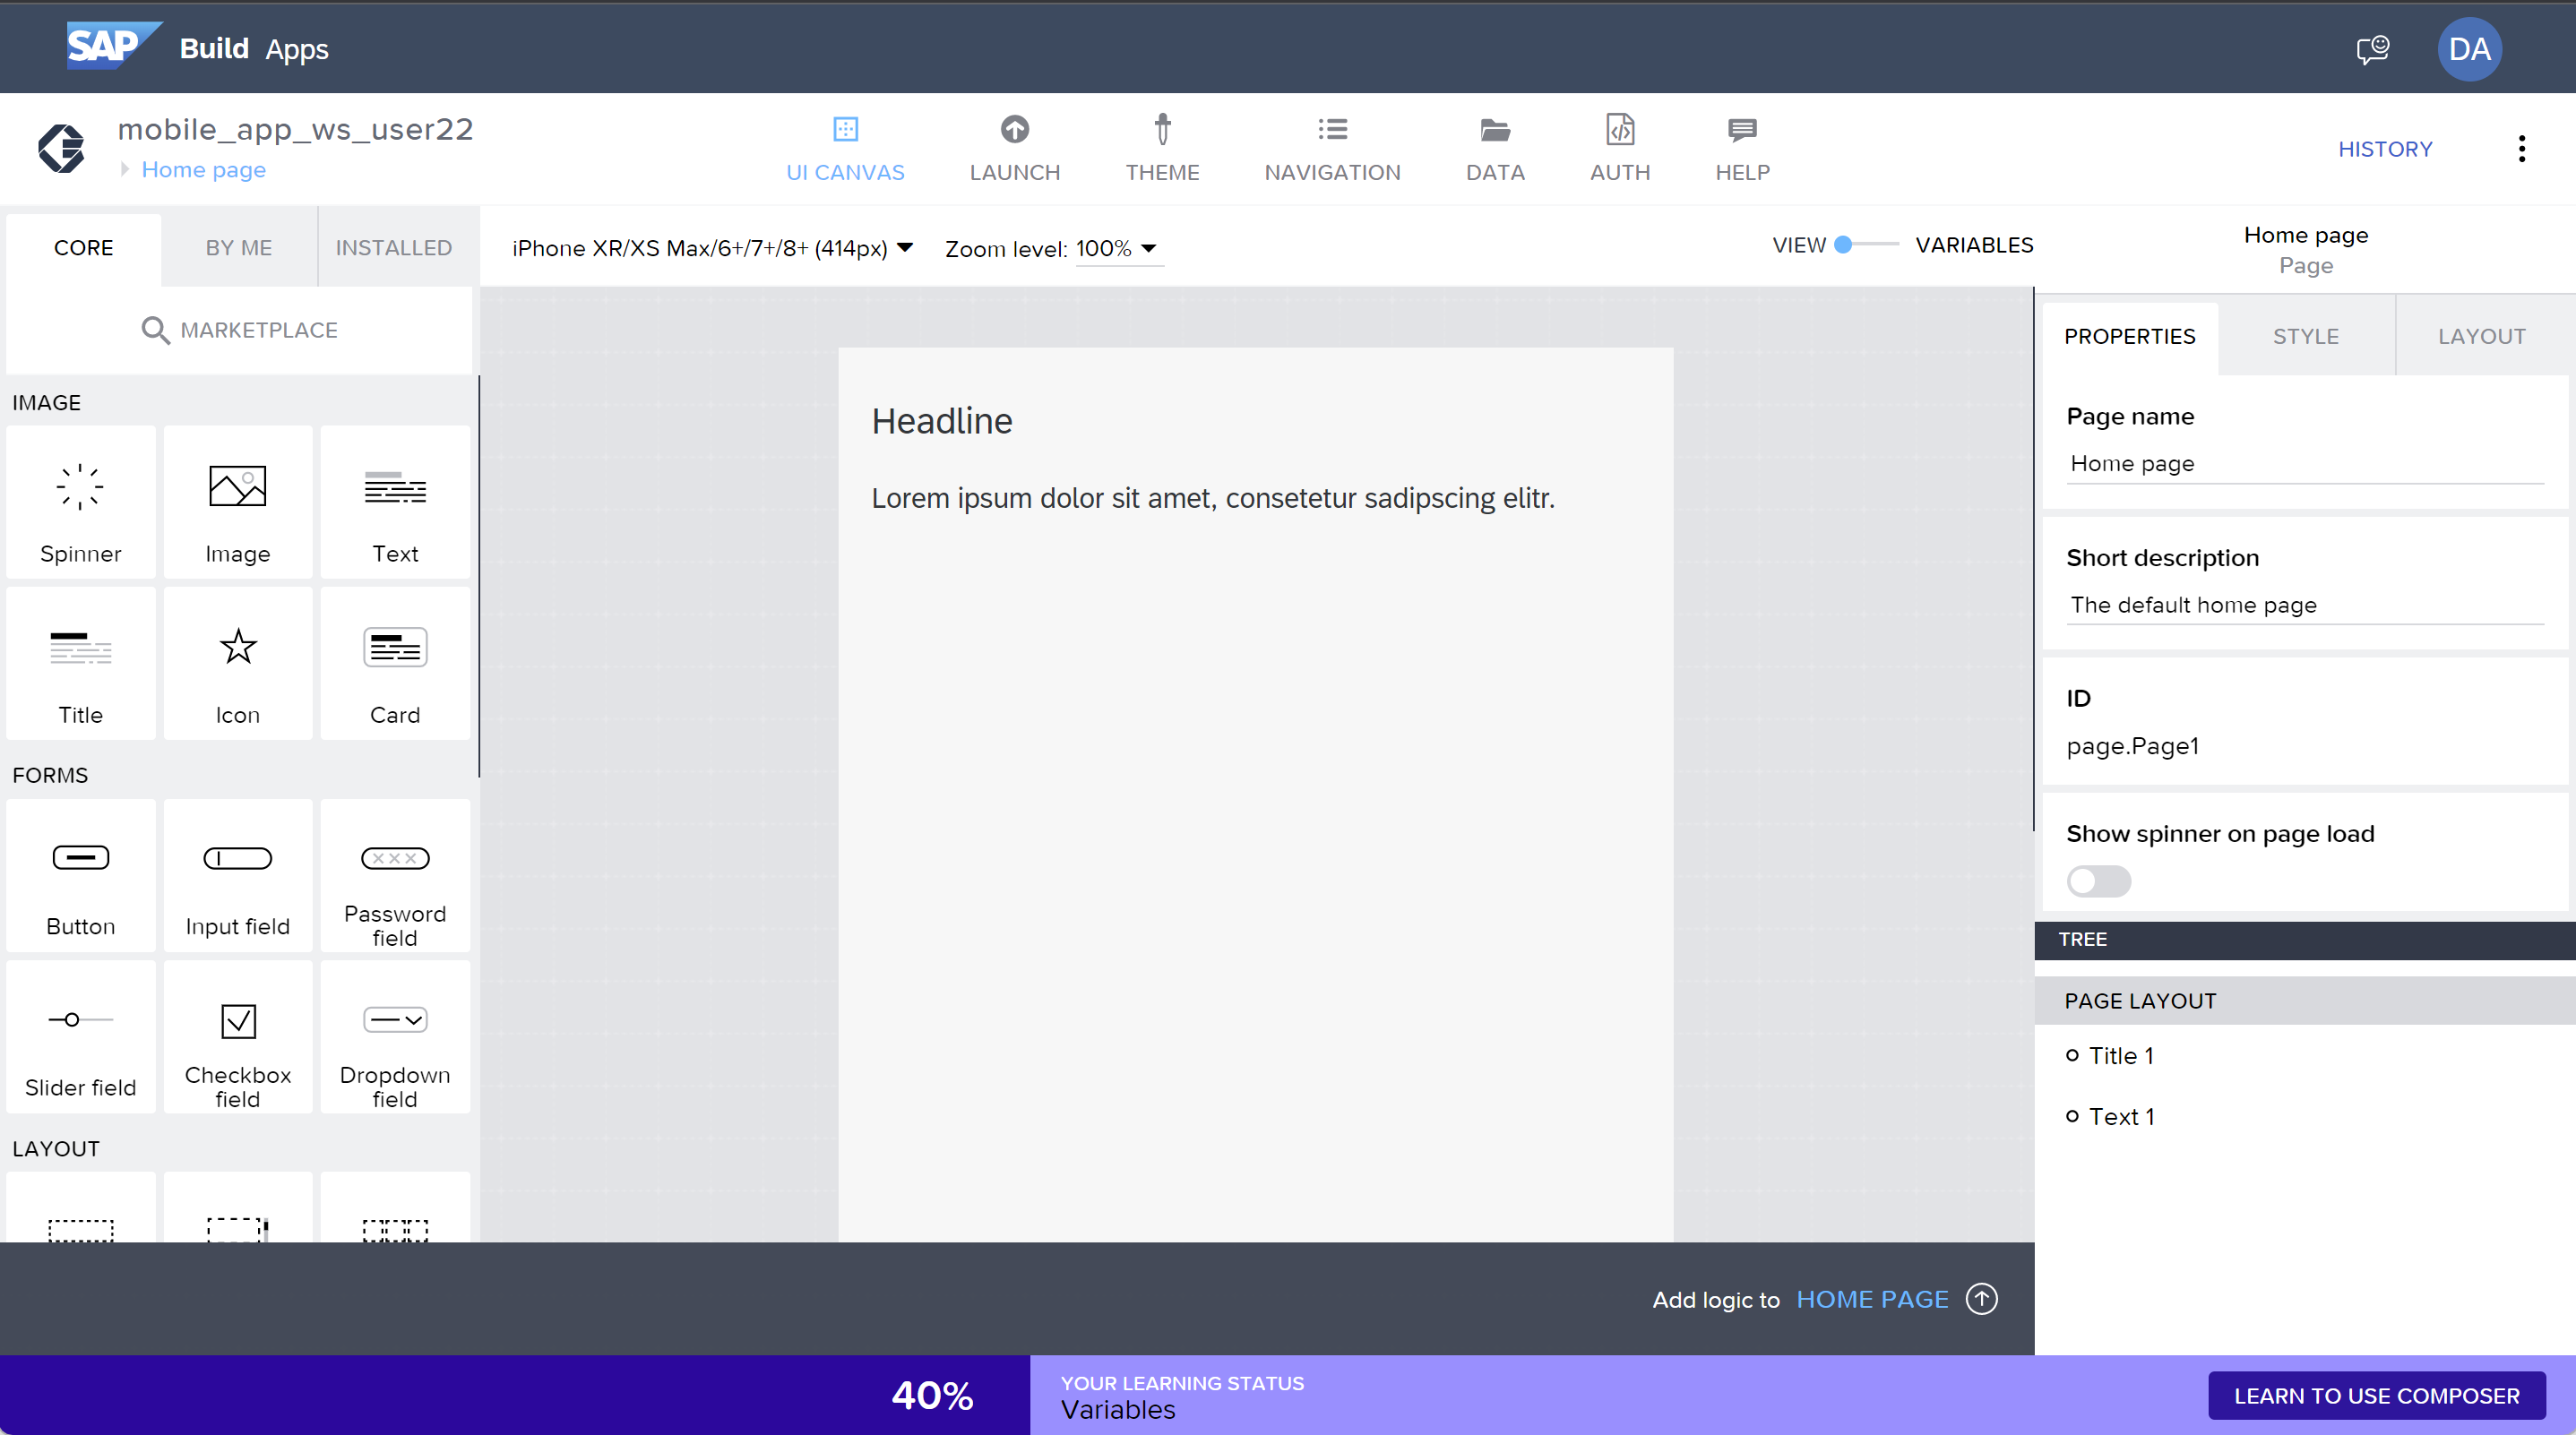 SAP Build Apps
DA
mobile_app_ws_user22
Home page
UI CANVAS
LAUNCH
THEME
NAVIGATION
DATA
AUTH
HELP
HISTORY
CORE
BY ME
INSTALLED
iPhone XR/XS Max/6+/7+/8+ (414px)
Zoom level: 100%
VIEW
VARIABLES
Home page
Page
MARKETPLACE
IMAGE
Spinner
Image
Text
Title
Icon
Card
FORMS
Button
Input field
Password
field
Slider field
Checkbox
field
Dropdown
field
LAYOUT
Headline
Lorem ipsum dolor sit amet, consetetur sadipscing elitr.
PROPERTIES
STYLE
LAYOUT
Page name
Home page
Short description
The default home page
ID
page.Page1
Show spinner on page load
TREE
PAGE LAYOUT
Title 1
Text 1
Add logic to HOME PAGE
40%
YOUR LEARNING STATUS
Variables
LEARN TO USE COMPOSER